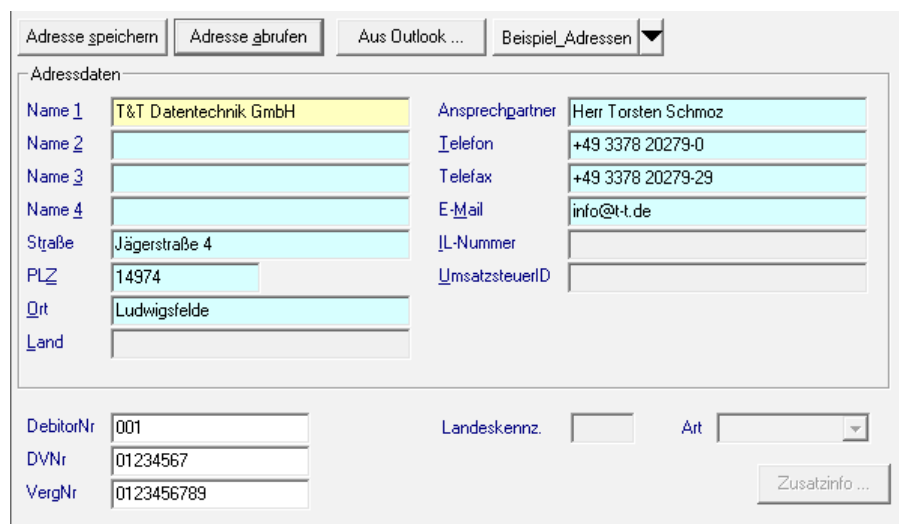 Adresse speichern Adresse abrufen Aus Outlook ... Beispiel_Adressen
Adressdaten
Name 1 T&T Datentechnik GmbH Ansprechpartner Herr Torsten Schmoz
Name 2 Telefon +49 3378 20279-0
Name 3 Telefax +49 3378 20279-29
Name 4 E-Mail info@t-t.de
Straße Jägerstraße 4 IL-Nummer
PLZ 14974 UmsatzsteuerID
Ort Ludwigsfelde
Land
DebitorNr 001 Landeskennz. Art
DVNr 01234567
VergNr 0123456789 Zusatzinfo ...